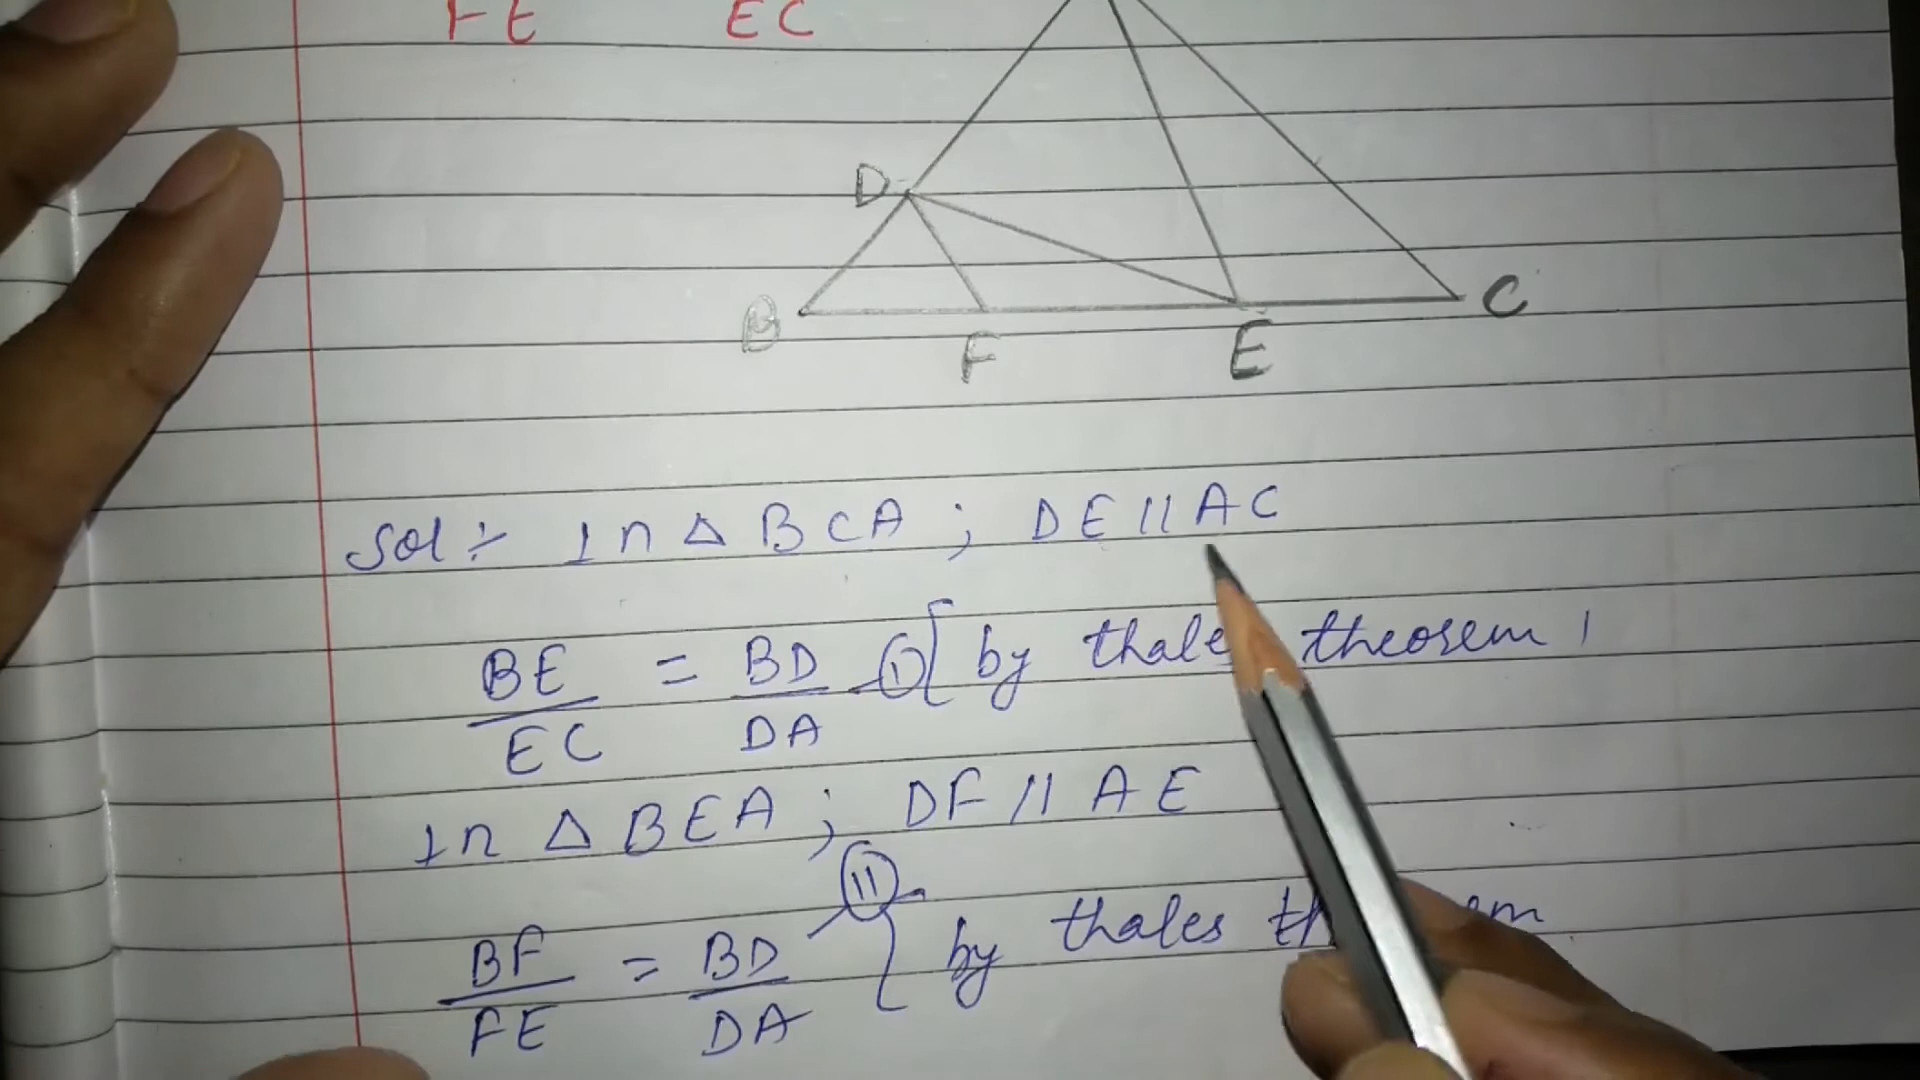 FE EC
D
B F E C
Sol :- In △ BCA ; DE || AC
BE = BD — (i) { by thales theorem
EC DA
In △ BEA ; DF // AE
(ii)
BF = BD { by thales
FE DA